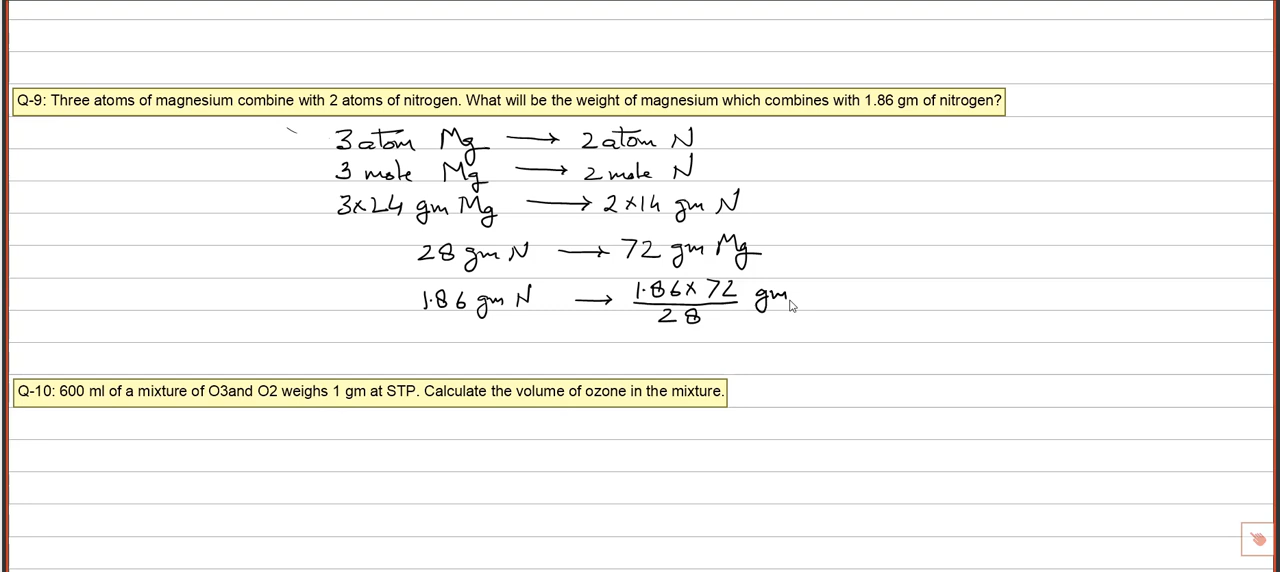 Q-9: Three atoms of magnesium combine with 2 atoms of nitrogen. What will be the weight of magnesium which combines with 1.86 gm of nitrogen?
3 atom Mg → 2 atom N
3 mole Mg → 2 mole N
3×24 gm Mg → 2×14 gm N
28 gm N → 72 gm Mg
1.86 gm N → 1.86×72/28 gm
Q-10: 600 ml of a mixture of O3and O2 weighs 1 gm at STP. Calculate the volume of ozone in the mixture.